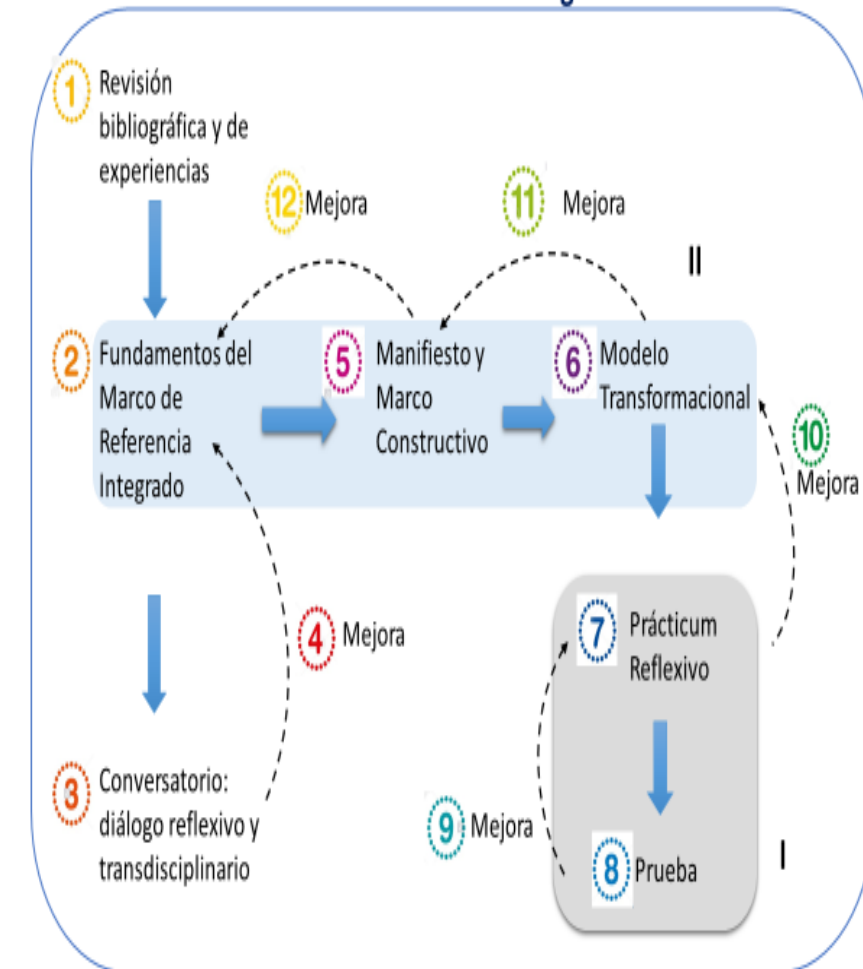 1 Revisión
bibliográfica y de
experiencias
12 Mejora
11 Mejora
II
2 Fundamentos del
Marco de
Referencia
Integrado
5 Manifiesto y
Marco
Constructivo
6 Modelo
Transformacional
10
Mejora
4 Mejora
7 Prácticum
Reflexivo
3 Conversatorio:
diálogo reflexivo y
transdisciplinario
9 Mejora
8 Prueba
I